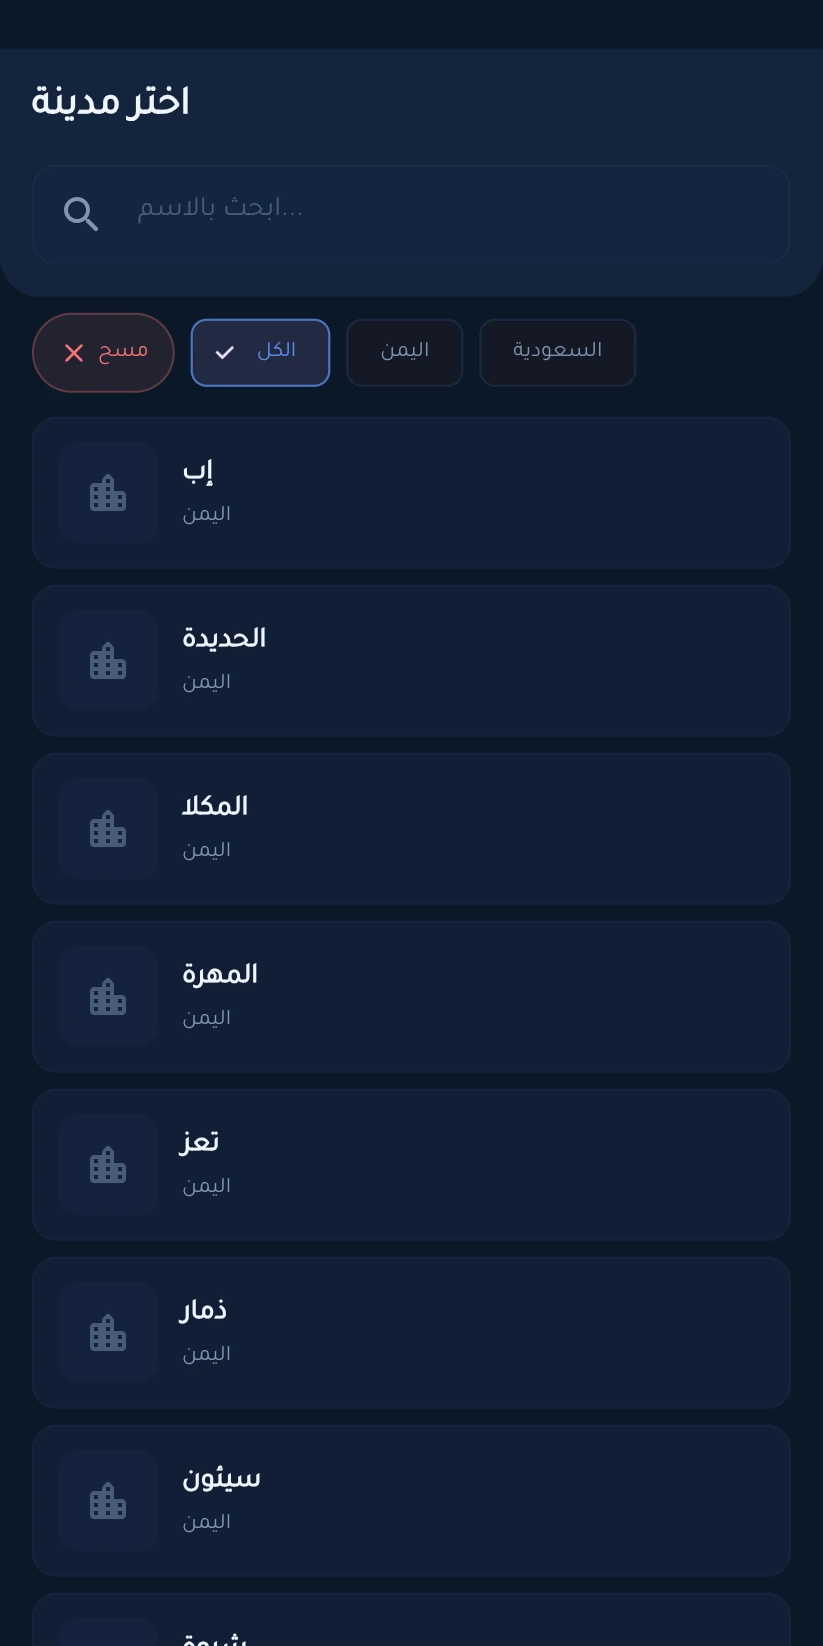 اختر مدينة
ابحث بالاسم...
مسح
الكل
اليمن
السعودية
إب
اليمن
الحديدة
اليمن
المكلا
اليمن
المهرة
اليمن
تعز
اليمن
ذمار
اليمن
سيئون
اليمن